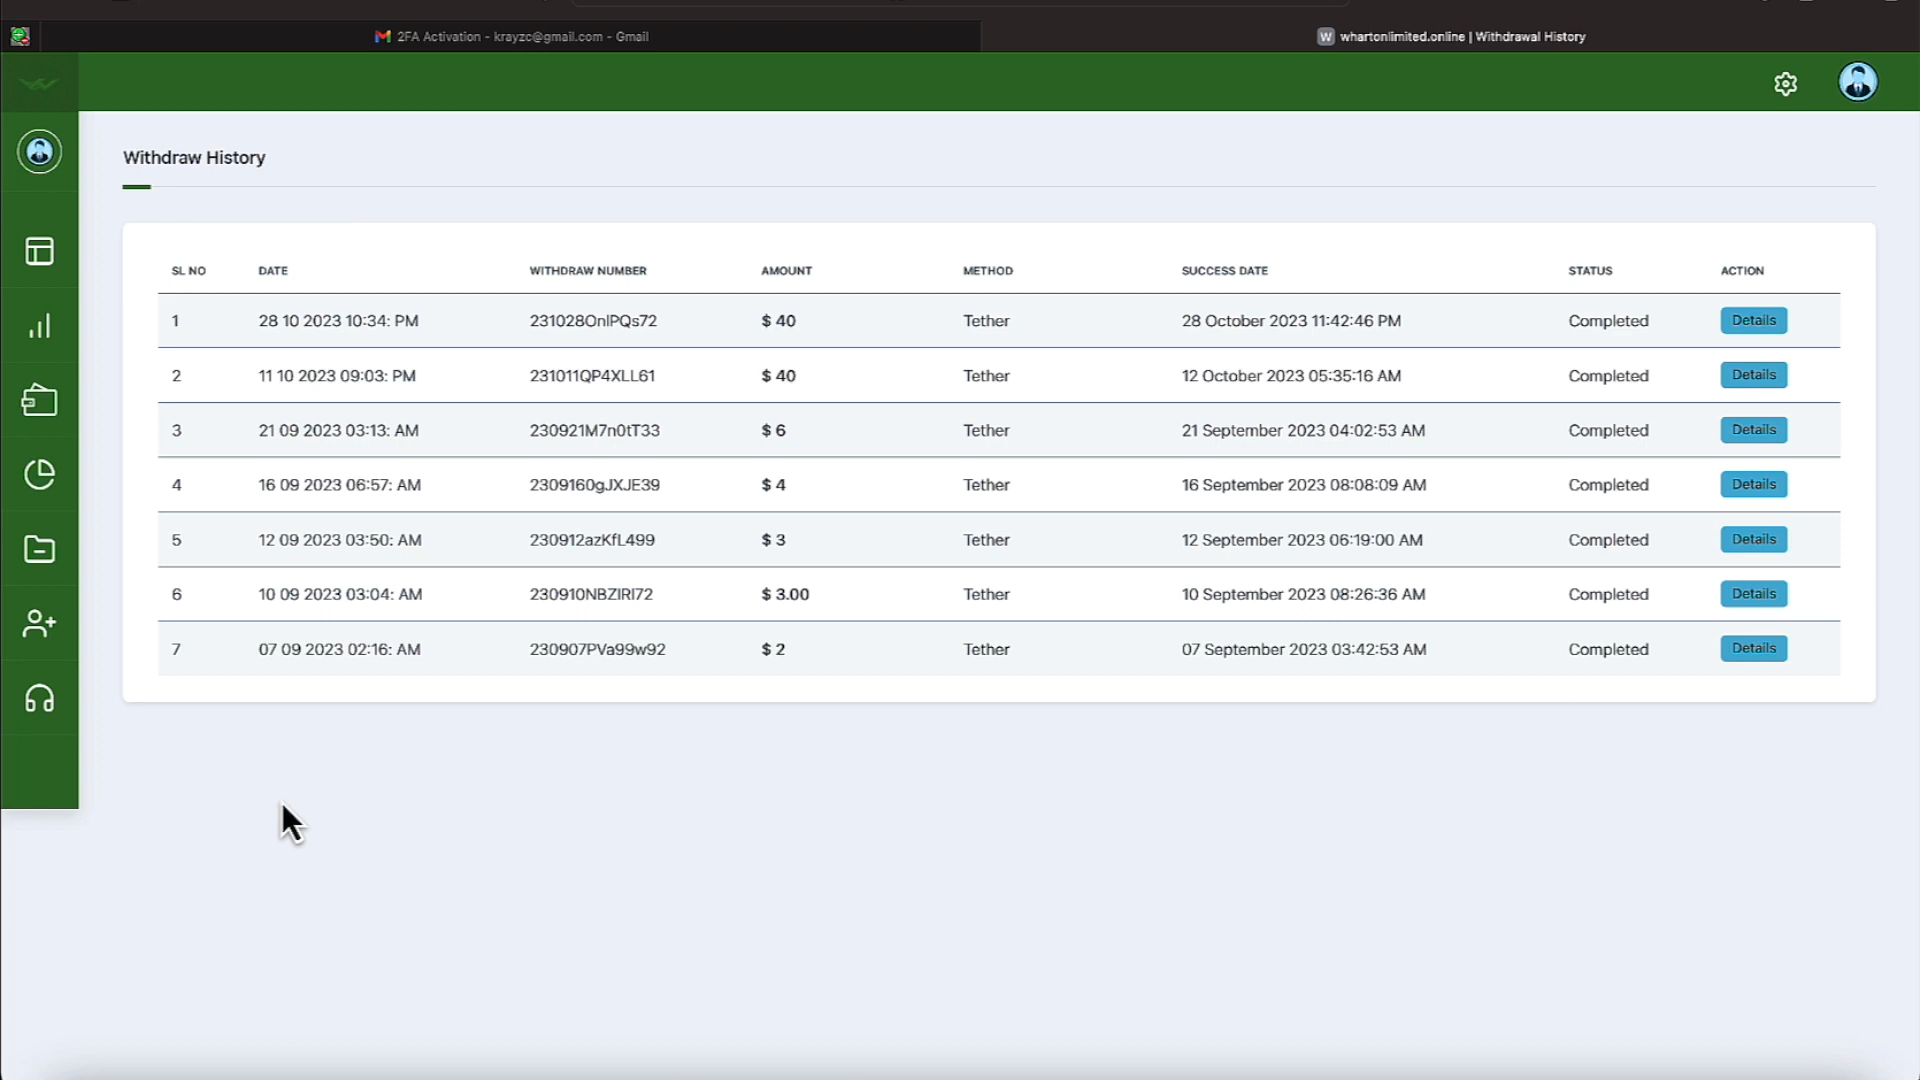 2FA Activation - krayzc@gmail.com - Gmail
W whartonlimited.online | Withdrawal History
Withdraw History
SL NO DATE WITHDRAW NUMBER AMOUNT METHOD SUCCESS DATE STATUS ACTION
1 28 10 2023 10:34: PM 231028OnlPQs72 $ 40 Tether 28 October 2023 11:42:46 PM Completed Details
2 11 10 2023 09:03: PM 231011QP4XLL61 $ 40 Tether 12 October 2023 05:35:16 AM Completed Details
3 21 09 2023 03:13: AM 230921M7n0tT33 $ 6 Tether 21 September 2023 04:02:53 AM Completed Details
4 16 09 2023 06:57: AM 2309160gJXJE39 $ 4 Tether 16 September 2023 08:08:09 AM Completed Details
5 12 09 2023 03:50: AM 230912azKfL499 $ 3 Tether 12 September 2023 06:19:00 AM Completed Details
6 10 09 2023 03:04: AM 230910NBZIRl72 $ 3.00 Tether 10 September 2023 08:26:36 AM Completed Details
7 07 09 2023 02:16: AM 230907PVa99w92 $ 2 Tether 07 September 2023 03:42:53 AM Completed Details